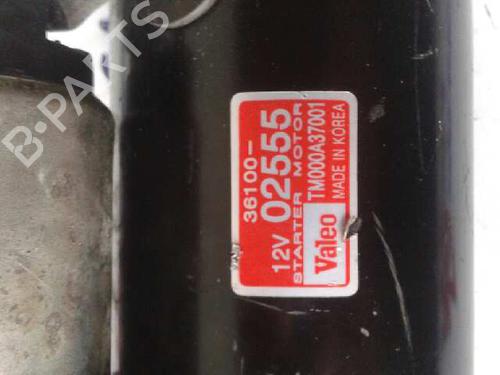 36100-
12V 02555
STARTER MOTOR
Valeo TM000A37001
MADE IN KOREA
B-PARTS